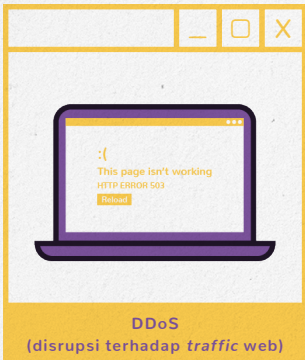 :(
This page isn't working
HTTP ERROR 503
Reload
DDoS
(disrupsi terhadap traffic web)